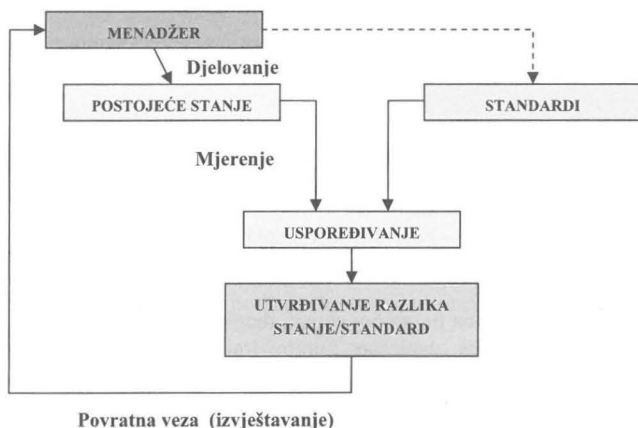 MENADŽER
Djelovanje
POSTOJEĆE STANJE
STANDARDI
Mjerenje
USPOREĐIVANJE
UTVRĐIVANJE RAZLIKA
STANJE/STANDARD
Povratna veza (izvještavanje)